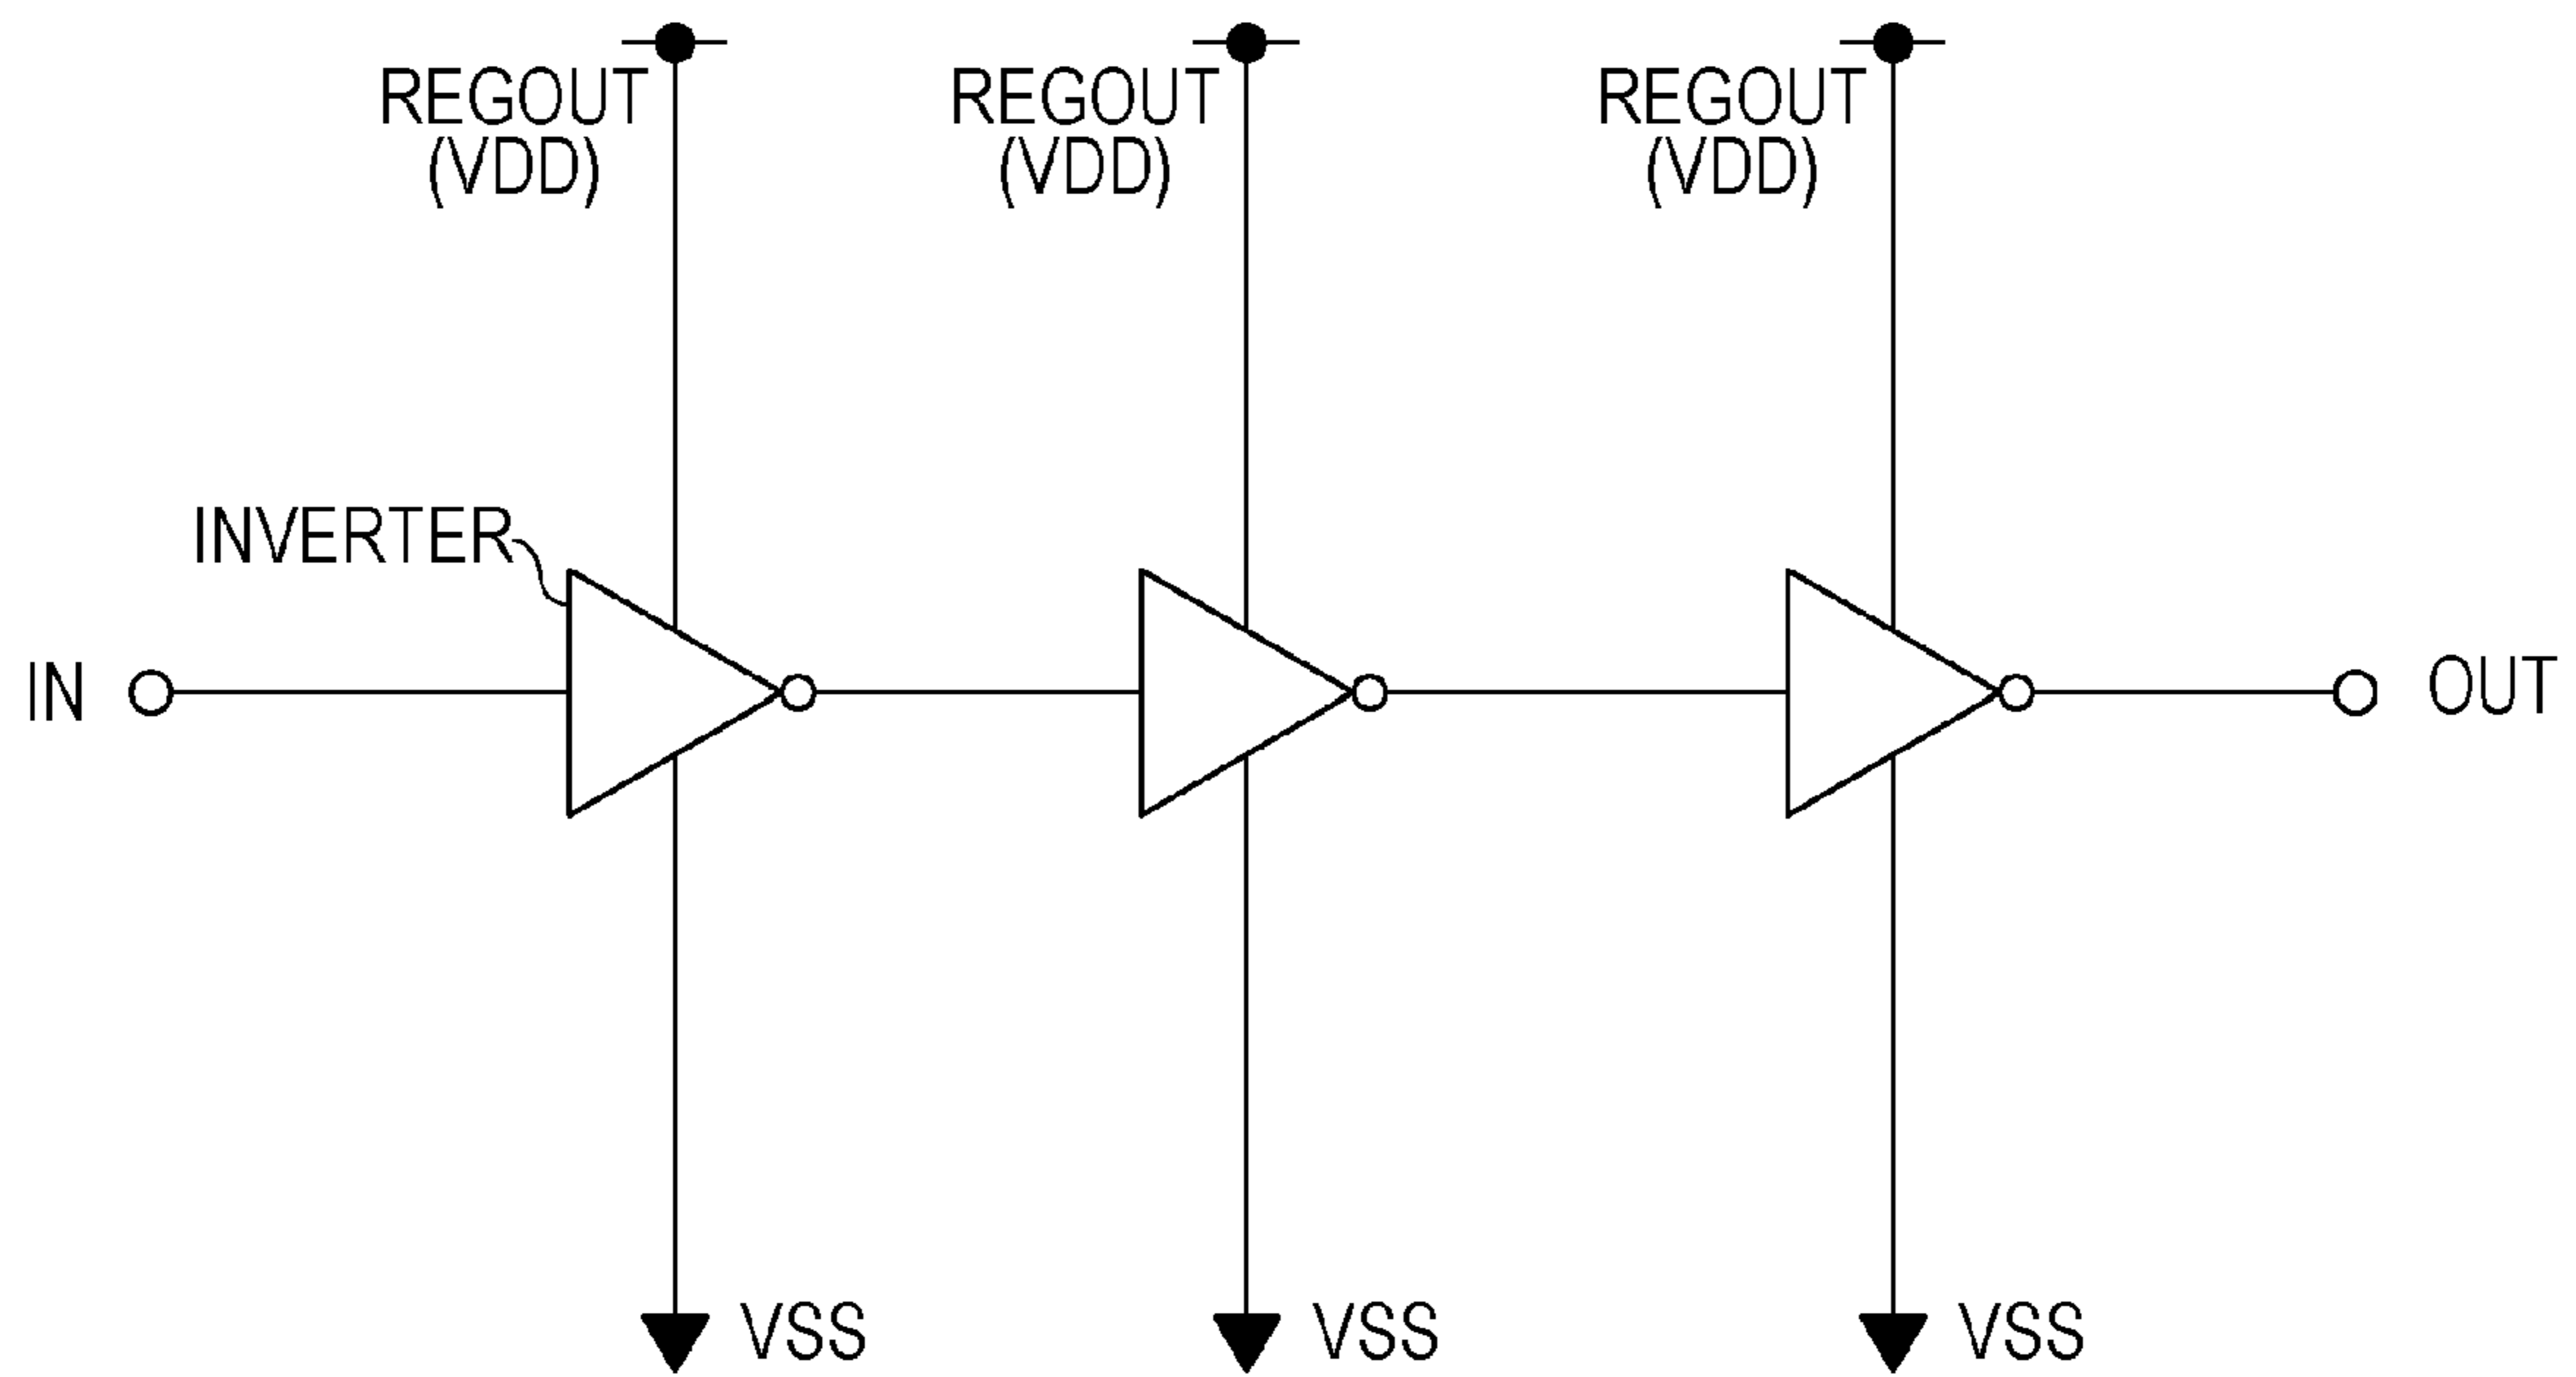 REGOUT
(VDD)
REGOUT
(VDD)
REGOUT
(VDD)
INVERTER
IN
OUT
VSS
VSS
VSS